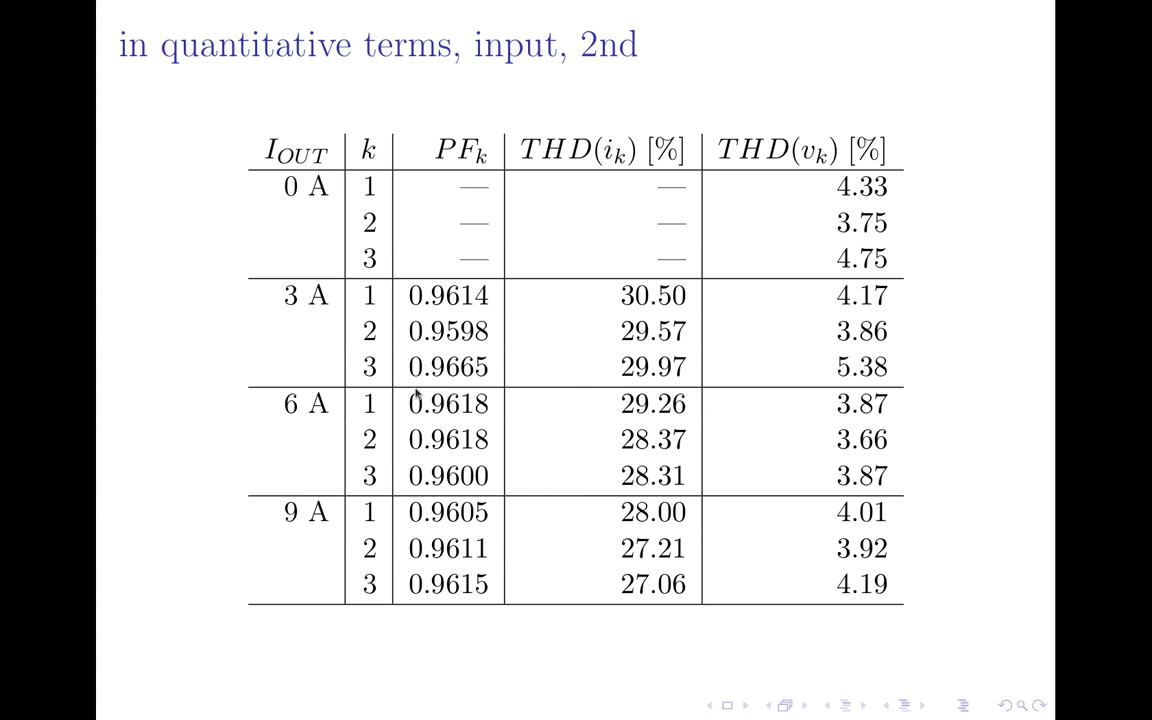 in quantitative terms, input, 2nd
I_OUT k PF_k THD(i_k) [%] THD(v_k) [%]
0 A 1 — — 4.33
2 — — 3.75
3 — — 4.75
3 A 1 0.9614 30.50 4.17
2 0.9598 29.57 3.86
3 0.9665 29.97 5.38
6 A 1 0.9618 29.26 3.87
2 0.9618 28.37 3.66
3 0.9600 28.31 3.87
9 A 1 0.9605 28.00 4.01
2 0.9611 27.21 3.92
3 0.9615 27.06 4.19